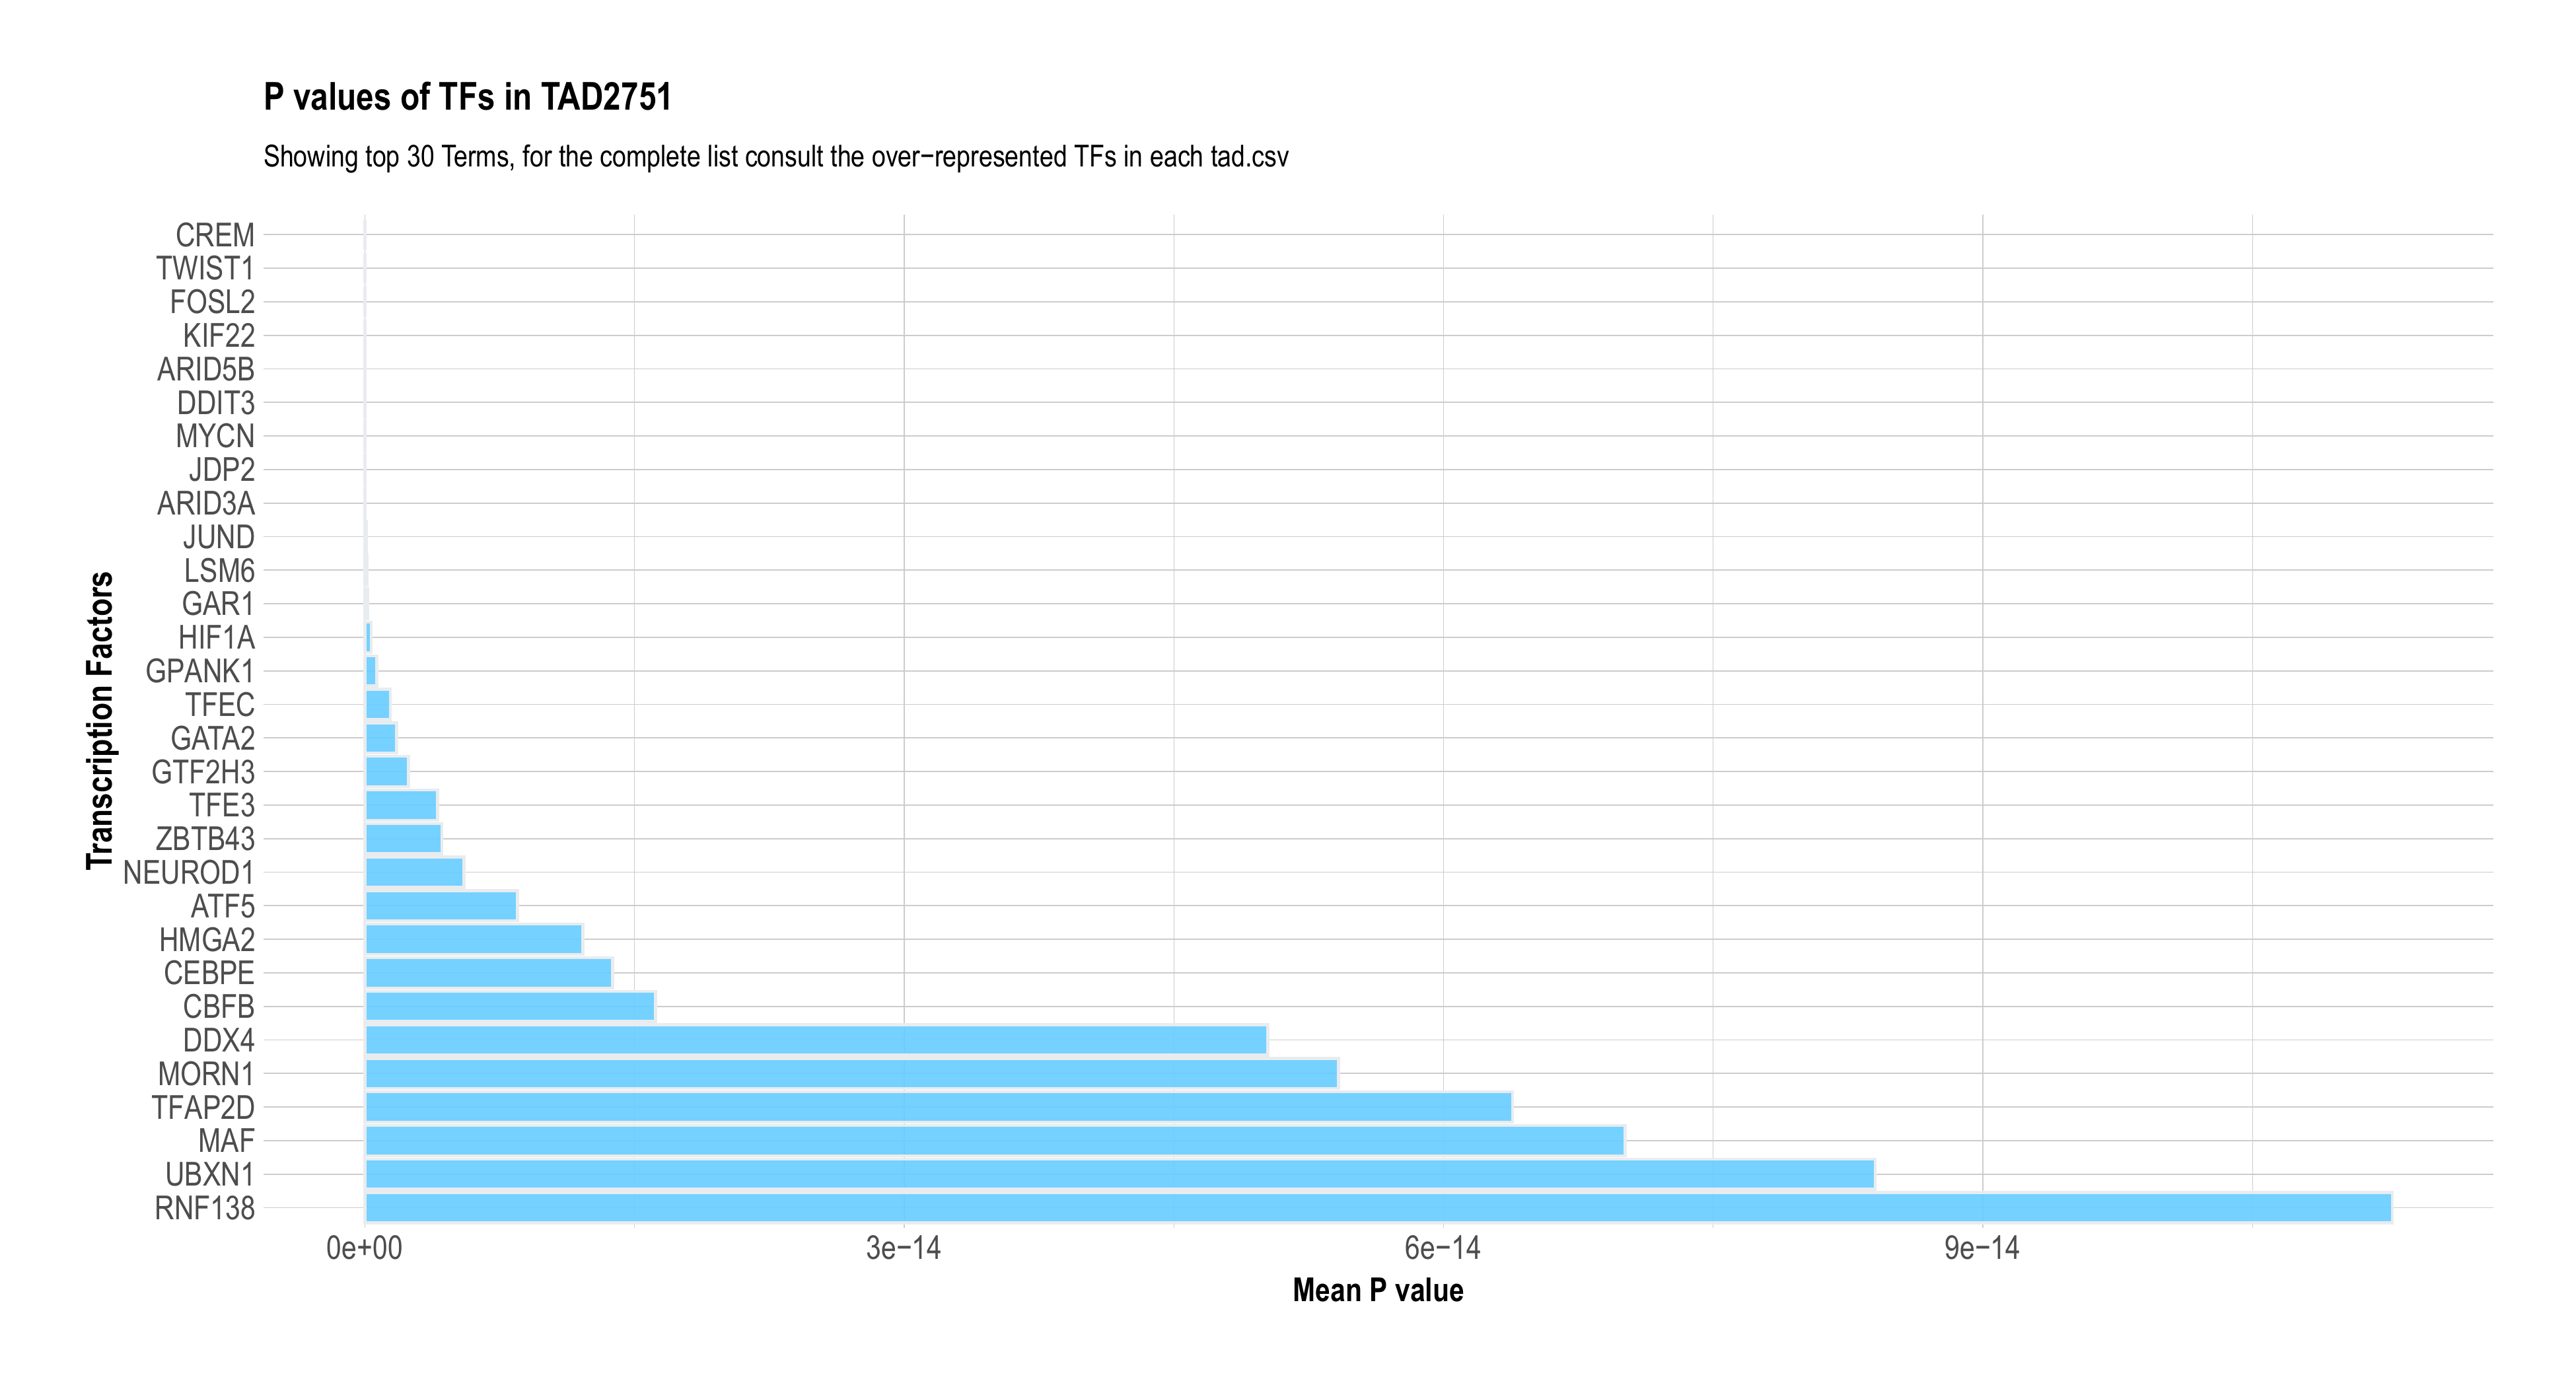 P values of TFs in TAD2751
Showing top 30 Terms, for the complete list consult the over−represented TFs in each tad.csv
Transcription Factors
CREM
TWIST1
FOSL2
KIF22
ARID5B
DDIT3
MYCN
JDP2
ARID3A
JUND
LSM6
GAR1
HIF1A
GPANK1
TFEC
GATA2
GTF2H3
TFE3
ZBTB43
NEUROD1
ATF5
HMGA2
CEBPE
CBFB
DDX4
MORN1
TFAP2D
MAF
UBXN1
RNF138
0e+00 3e−14 6e−14 9e−14
Mean P value